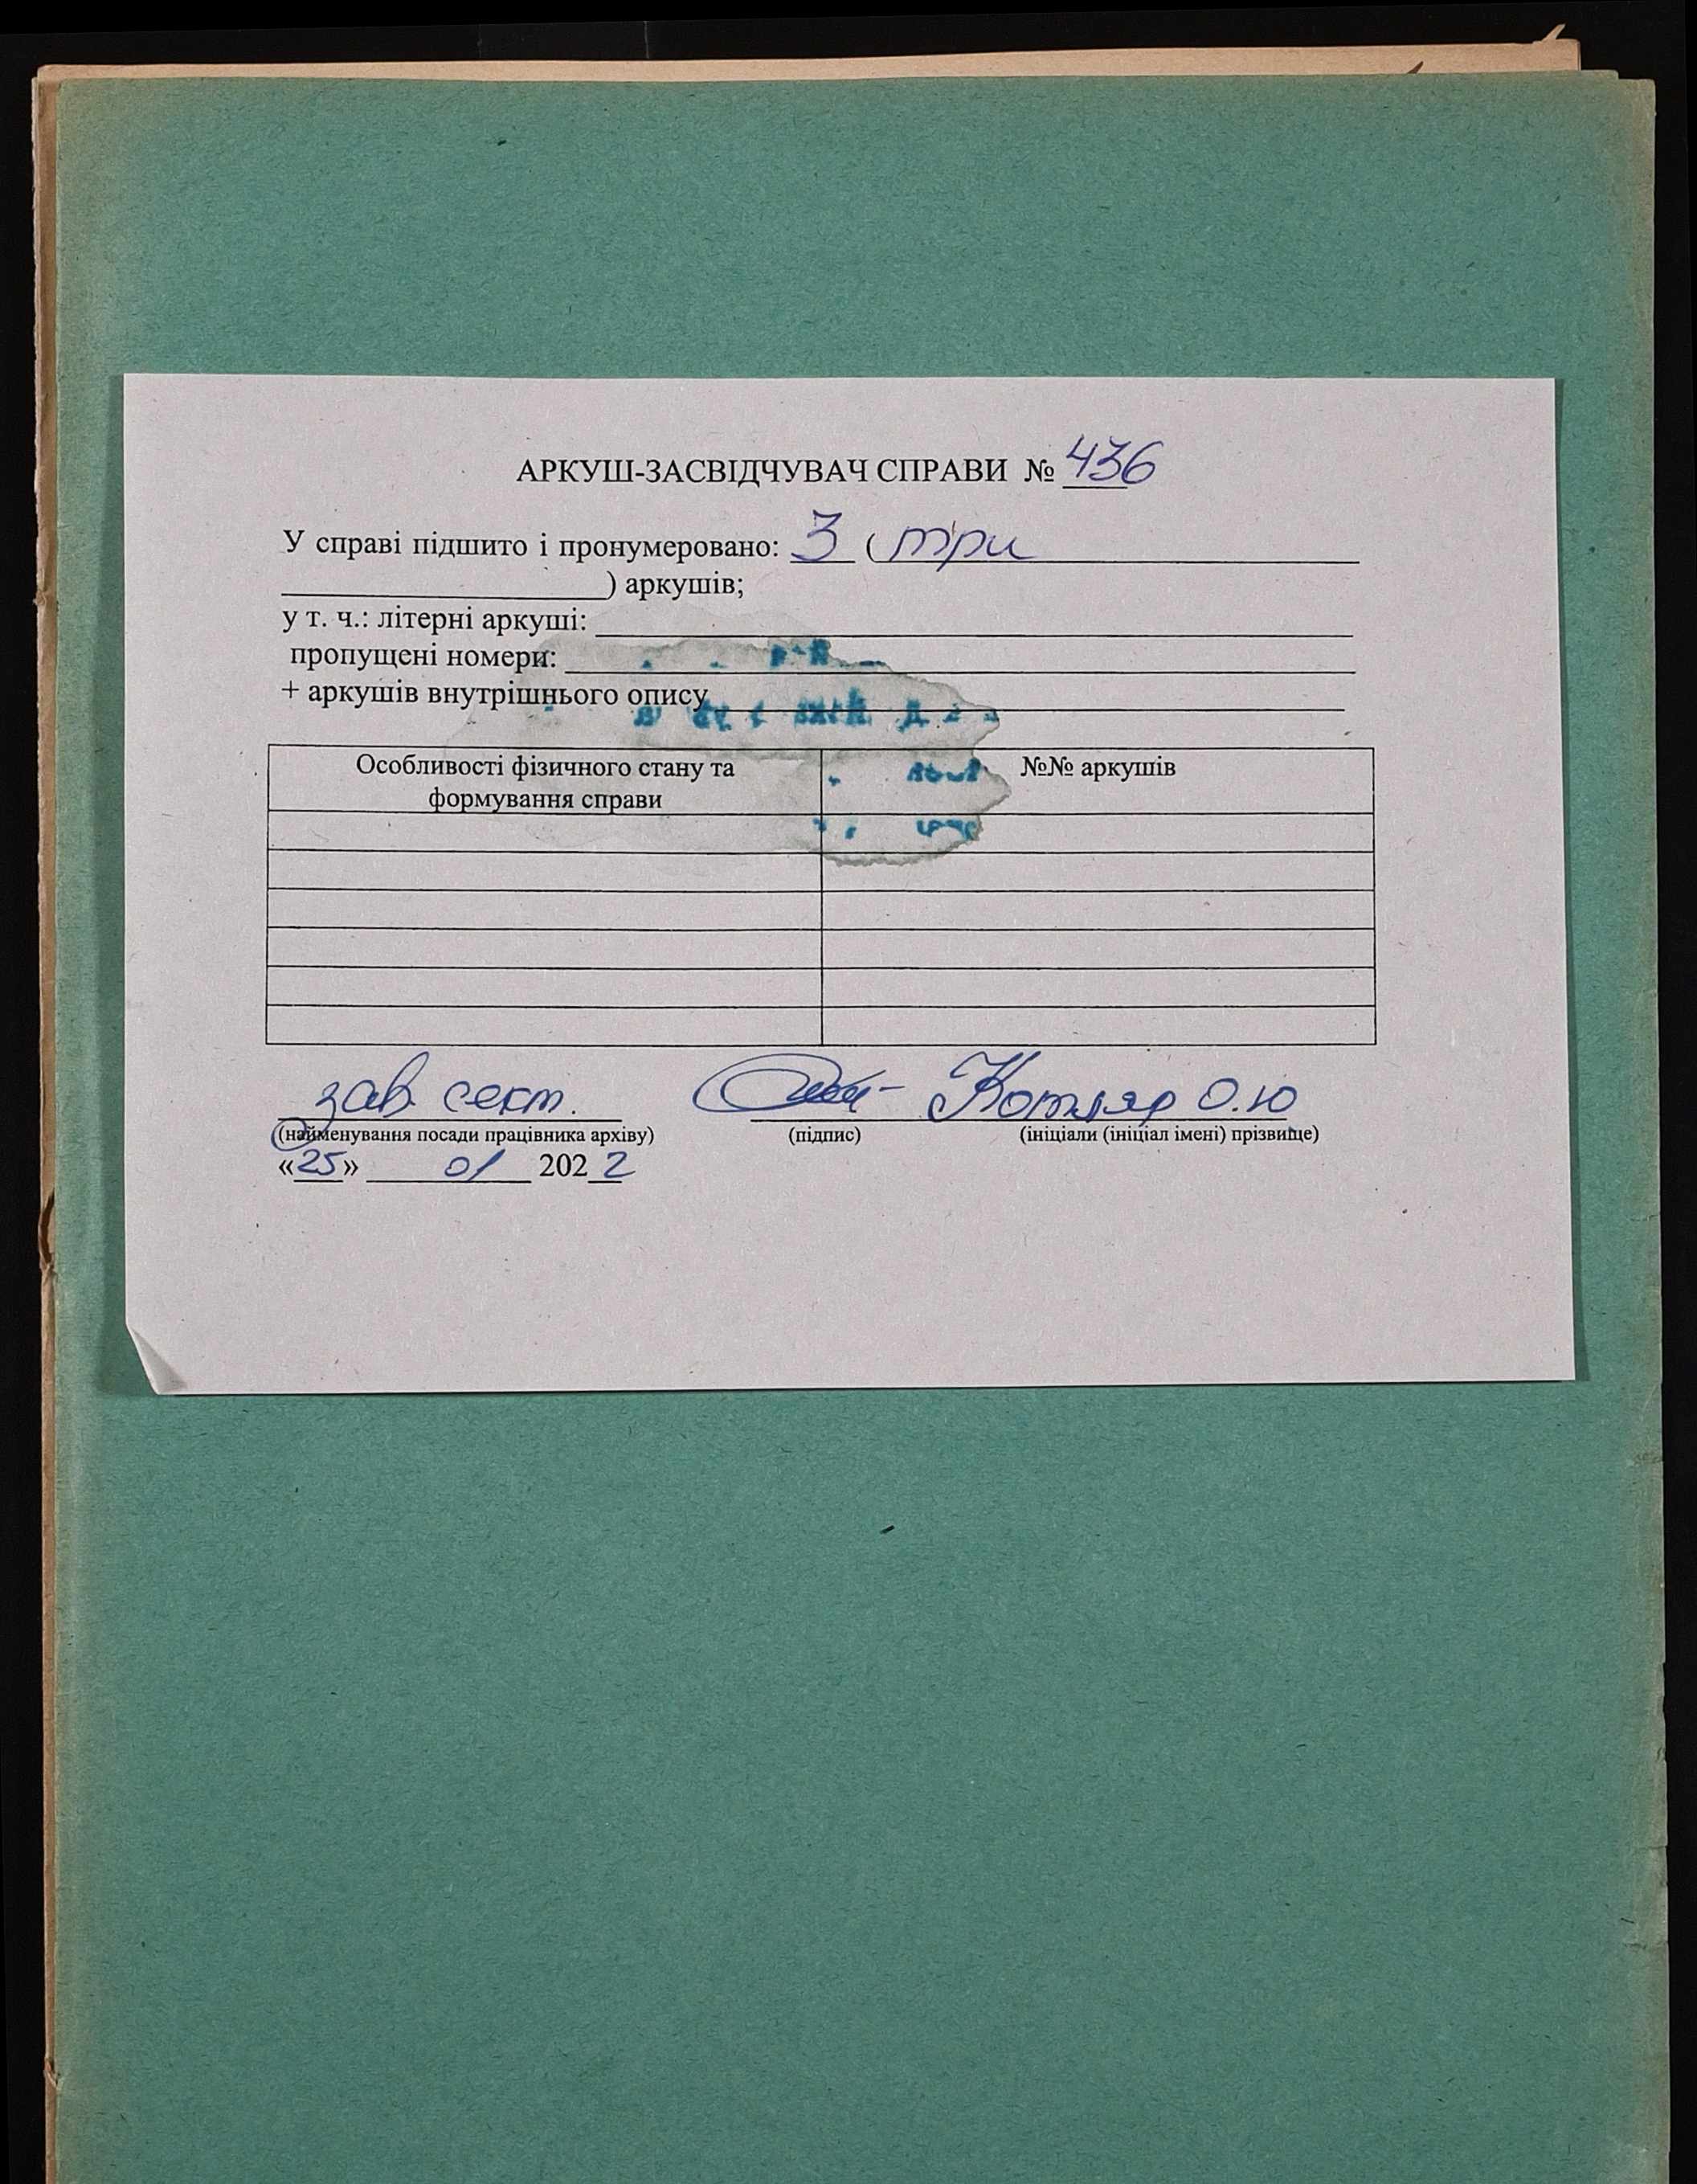 АРКУШ-ЗАСВІДЧУВАЧ СПРАВИ № 436
У справі підшито і пронумеровано: 3 ( три
) аркушів;
у т. ч.: літерні аркуші:
пропущені номери:
+ аркушів внутрішнього опису
Особливості фізичного стану та
формування справи
№№ аркушів
зав. сект. Котляр О.Ю
(найменування посади працівника архіву) (підпис) (ініціали (ініціал імені) прізвище)
«25» 01 2022